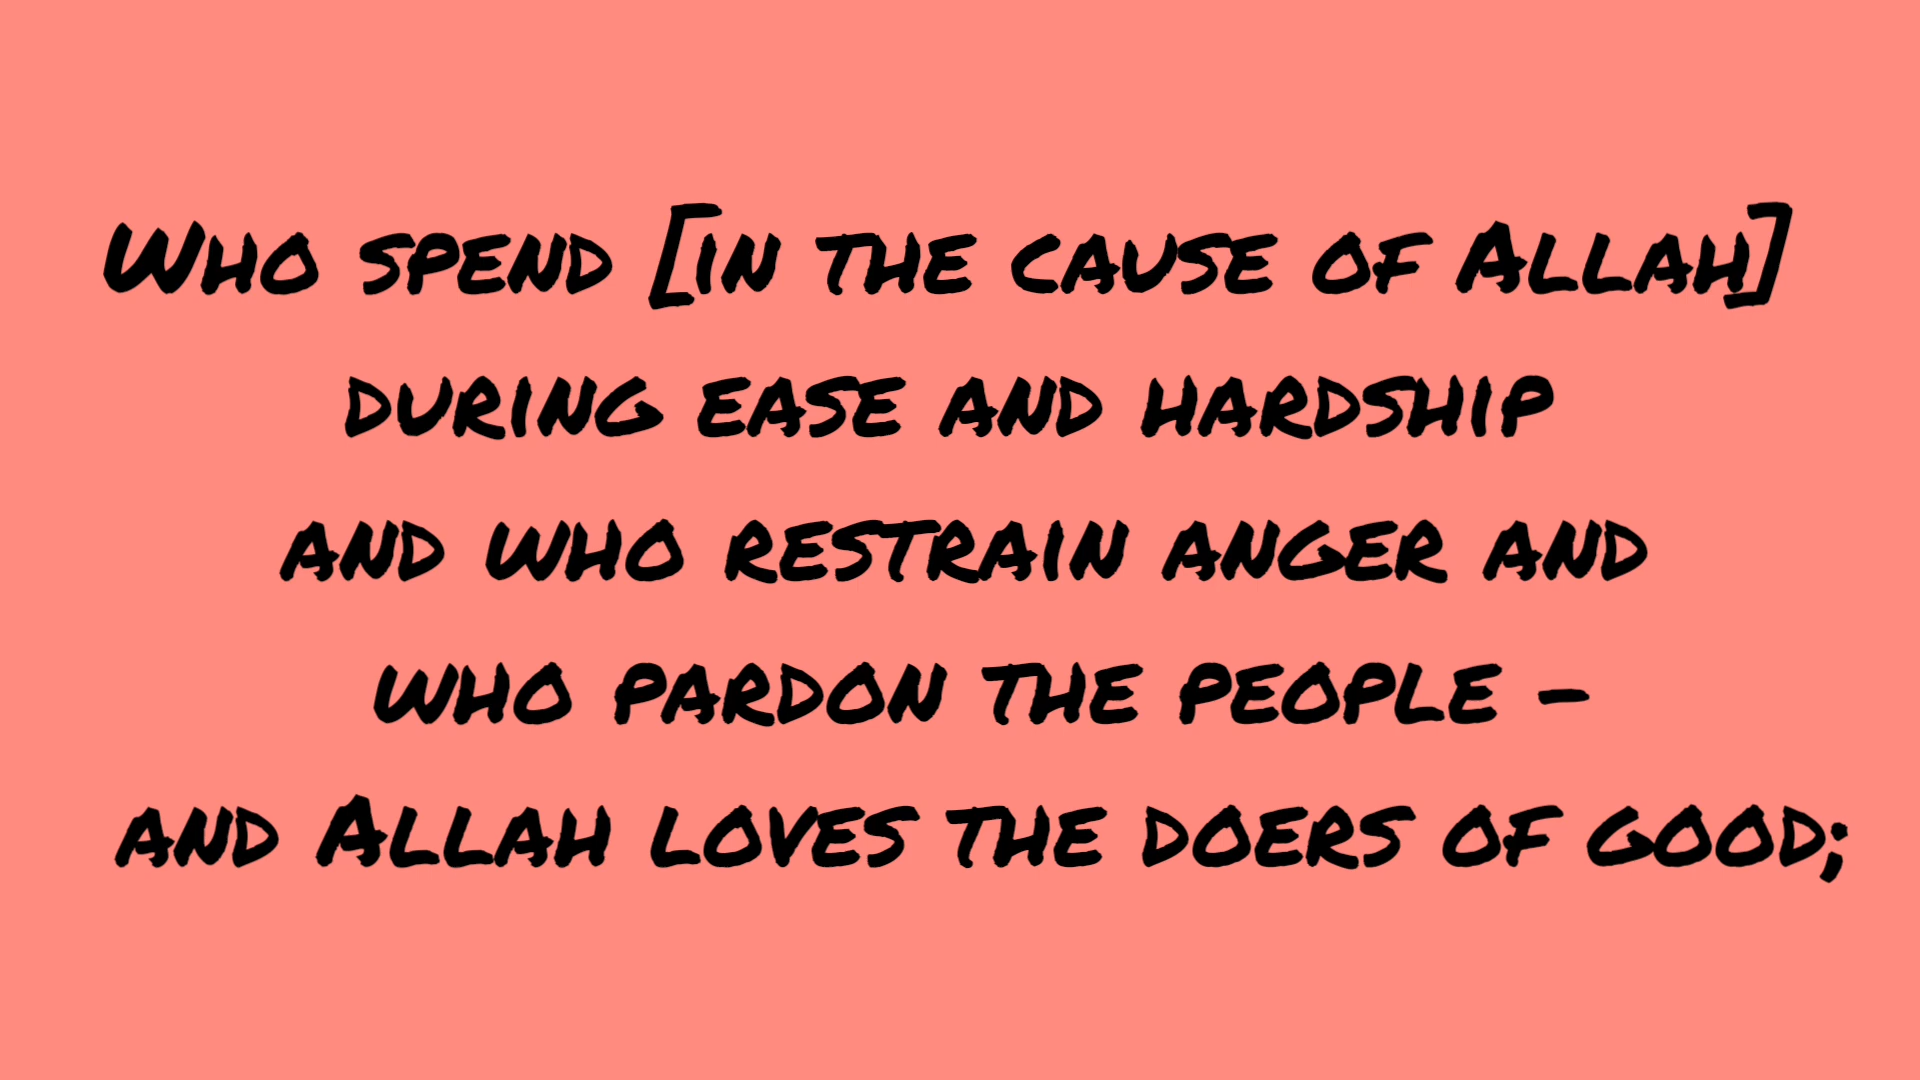 Who spend [in the cause of Allah]
during ease and hardship
and who restrain anger and
who pardon the people -
and Allah loves the doers of good;